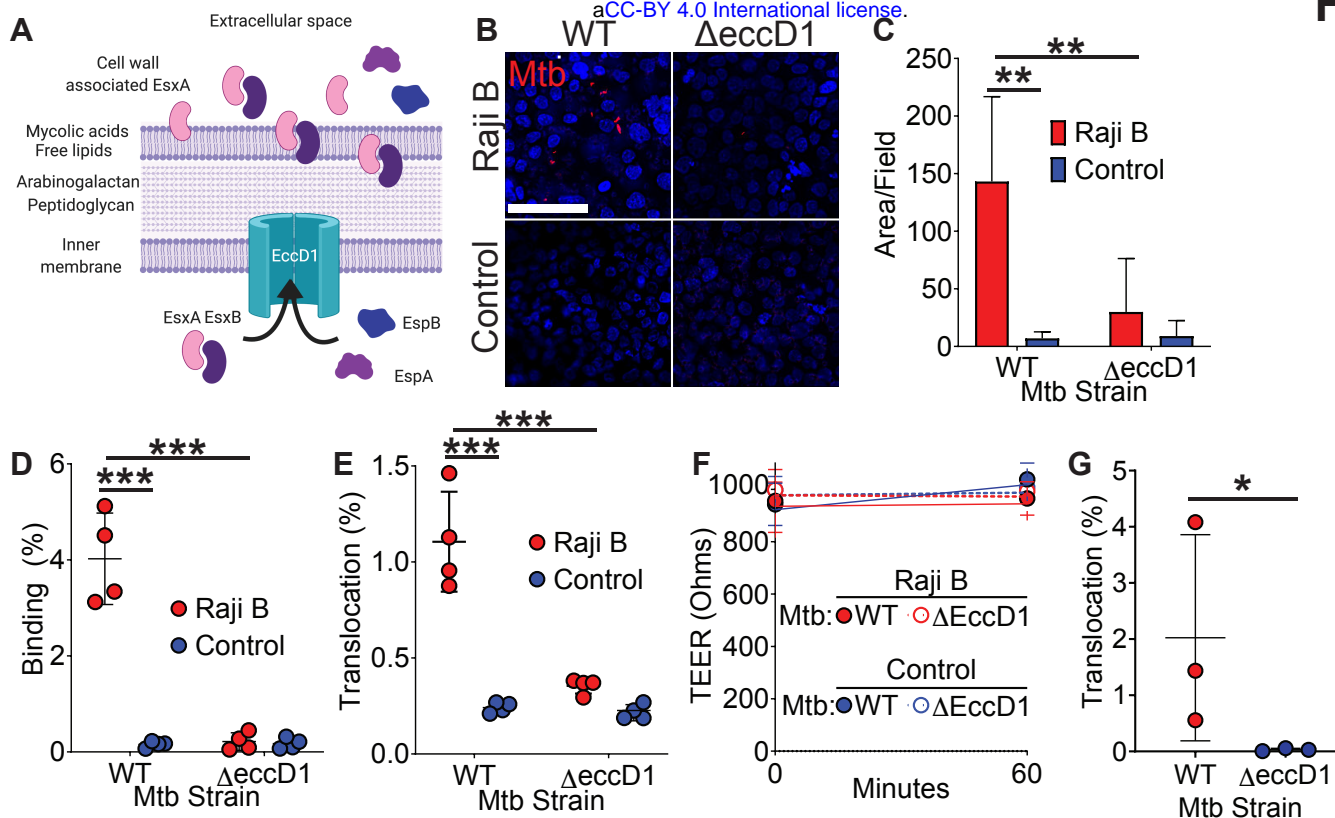 aCC-BY 4.0 International license.
F
A
Extracellular space
Cell wall
associated EsxA
Mycolic acids
Free lipids
Arabinogalactan
Peptidoglycan
Inner
membrane
EccD1
EsxA EsxB
EspB
EspA
B
WT
ΔeccD1
Mtb
Raji B
Control
C
**
**
250
200
150
100
50
0
Area/Field
Raji B
Control
WT
ΔeccD1
Mtb Strain
D
***
***
6
4
2
0
Binding (%)
Raji B
Control
WT
ΔeccD1
Mtb Strain
E
***
***
1.5
1.0
0.5
0.0
Translocation (%)
Raji B
Control
WT
ΔeccD1
Mtb Strain
F
1000
800
600
400
200
0
TEER (Ohms)
Raji B
Mtb: WT ΔEccD1
Control
Mtb: WT ΔEccD1
0
60
Minutes
G
*
5
4
3
2
1
0
Translocation (%)
WT
ΔeccD1
Mtb Strain